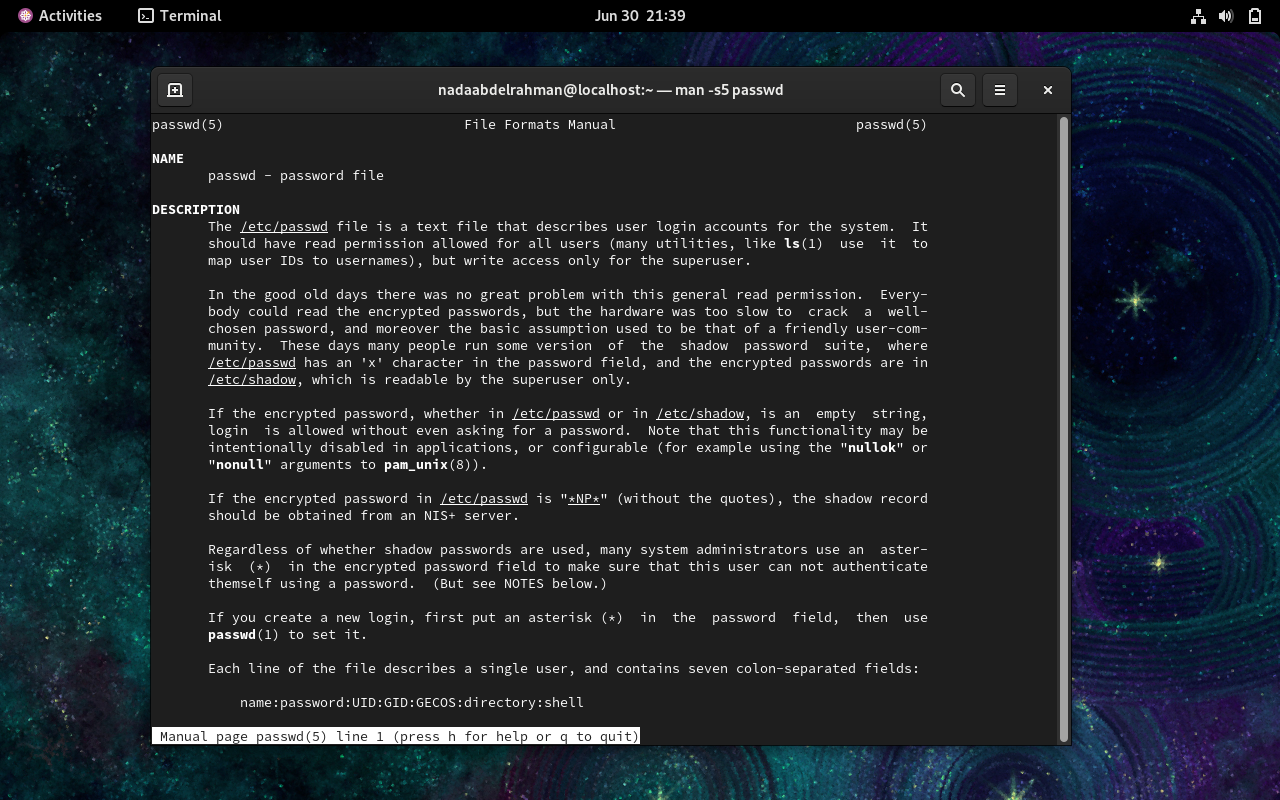 Activities Terminal Jun 30 21:39
nadaabdelrahman@localhost:~ — man -s5 passwd
passwd(5) File Formats Manual passwd(5)
NAME
passwd - password file
DESCRIPTION
The /etc/passwd file is a text file that describes user login accounts for the system. It
should have read permission allowed for all users (many utilities, like ls(1) use it to
map user IDs to usernames), but write access only for the superuser.
In the good old days there was no great problem with this general read permission. Every-
body could read the encrypted passwords, but the hardware was too slow to crack a well-
chosen password, and moreover the basic assumption used to be that of a friendly user-com-
munity. These days many people run some version of the shadow password suite, where
/etc/passwd has an 'x' character in the password field, and the encrypted passwords are in
/etc/shadow, which is readable by the superuser only.
If the encrypted password, whether in /etc/passwd or in /etc/shadow, is an empty string,
login is allowed without even asking for a password. Note that this functionality may be
intentionally disabled in applications, or configurable (for example using the "nullok" or
"nonull" arguments to pam_unix(8)).
If the encrypted password in /etc/passwd is "*NP*" (without the quotes), the shadow record
should be obtained from an NIS+ server.
Regardless of whether shadow passwords are used, many system administrators use an aster-
isk (*) in the encrypted password field to make sure that this user can not authenticate
themself using a password. (But see NOTES below.)
If you create a new login, first put an asterisk (*) in the password field, then use
passwd(1) to set it.
Each line of the file describes a single user, and contains seven colon-separated fields:
name:password:UID:GID:GECOS:directory:shell
Manual page passwd(5) line 1 (press h for help or q to quit)